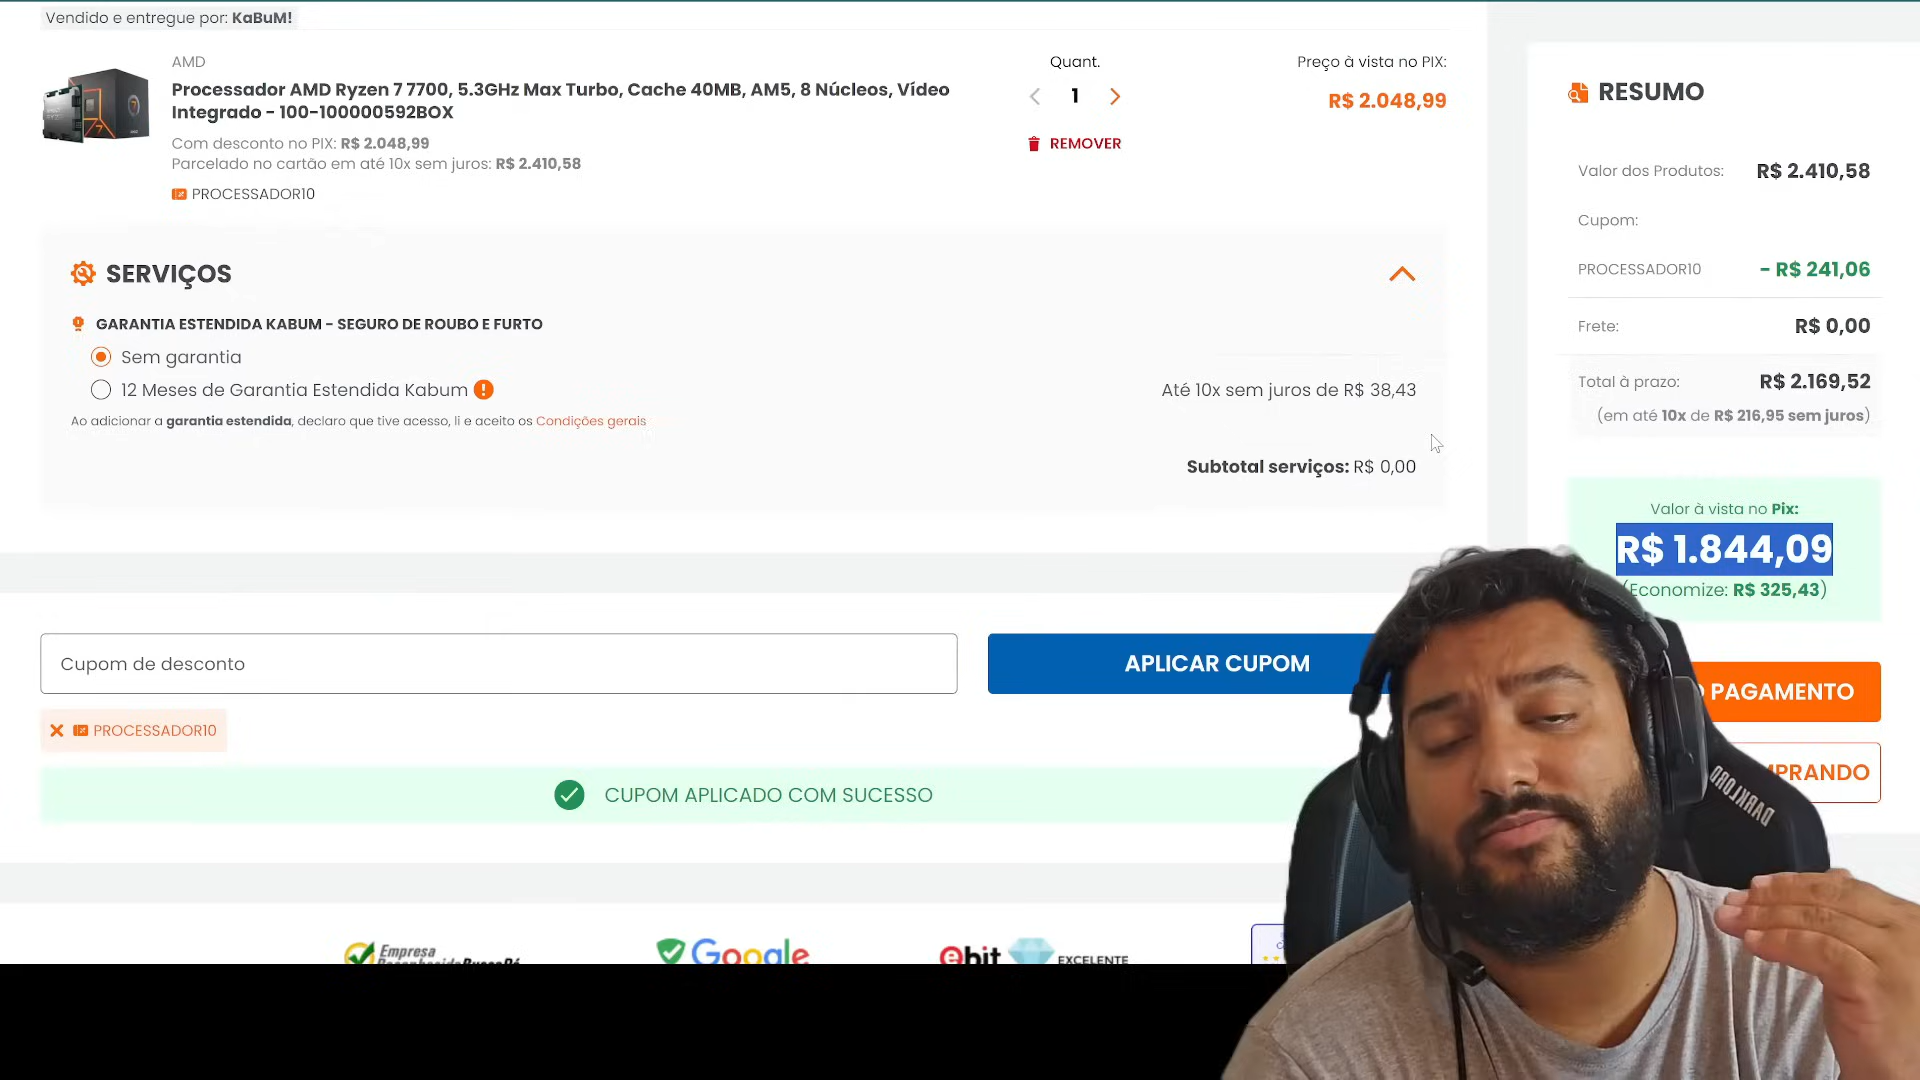 Vendido e entregue por: KaBuM!
AMD
Processador AMD Ryzen 7 7700, 5.3GHz Max Turbo, Cache 40MB, AM5, 8 Núcleos, Vídeo
Integrado - 100-100000592BOX
Com desconto no PIX: R$ 2.048,99
Parcelado no cartão em até 10x sem juros: R$ 2.410,58
PROCESSADOR10
Quant.
1
REMOVER
Preço à vista no PIX:
R$ 2.048,99
SERVIÇOS
GARANTIA ESTENDIDA KABUM - SEGURO DE ROUBO E FURTO
Sem garantia
12 Meses de Garantia Estendida Kabum
Até 10x sem juros de R$ 38,43
Ao adicionar a garantia estendida, declaro que tive acesso, li e aceito os Condições gerais
Subtotal serviços: R$ 0,00
Cupom de desconto
APLICAR CUPOM
PROCESSADOR10
CUPOM APLICADO COM SUCESSO
Empresa
Google
ebit
EXCELENTE
RESUMO
Valor dos Produtos: R$ 2.410,58
Cupom:
PROCESSADOR10 - R$ 241,06
Frete: R$ 0,00
Total à prazo: R$ 2.169,52
(em até 10x de R$ 216,95 sem juros)
Valor à vista no Pix:
R$ 1.844,09
(Economize: R$ 325,43)
PAGAMENTO
MPRANDO
DARKLORD